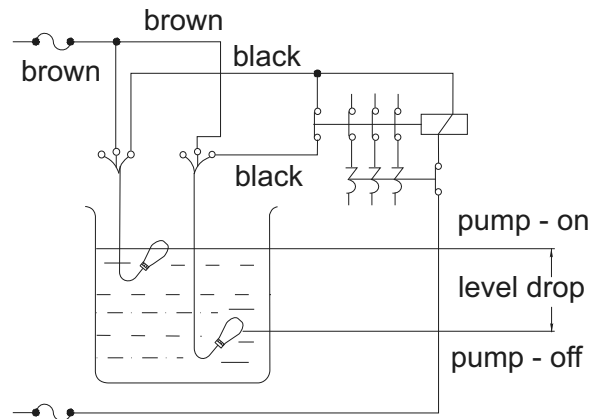 brown
brown
black
black
pump - on
level drop
pump - off